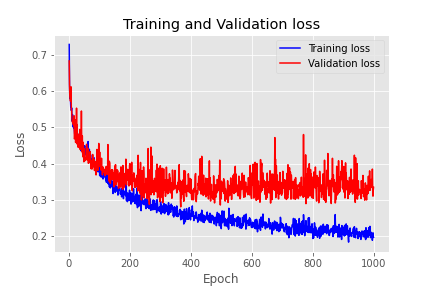 Training and Validation loss
Training loss
Validation loss
Loss
0.7
0.6
0.5
0.4
0.3
0.2
0 200 400 600 800 1000
Epoch